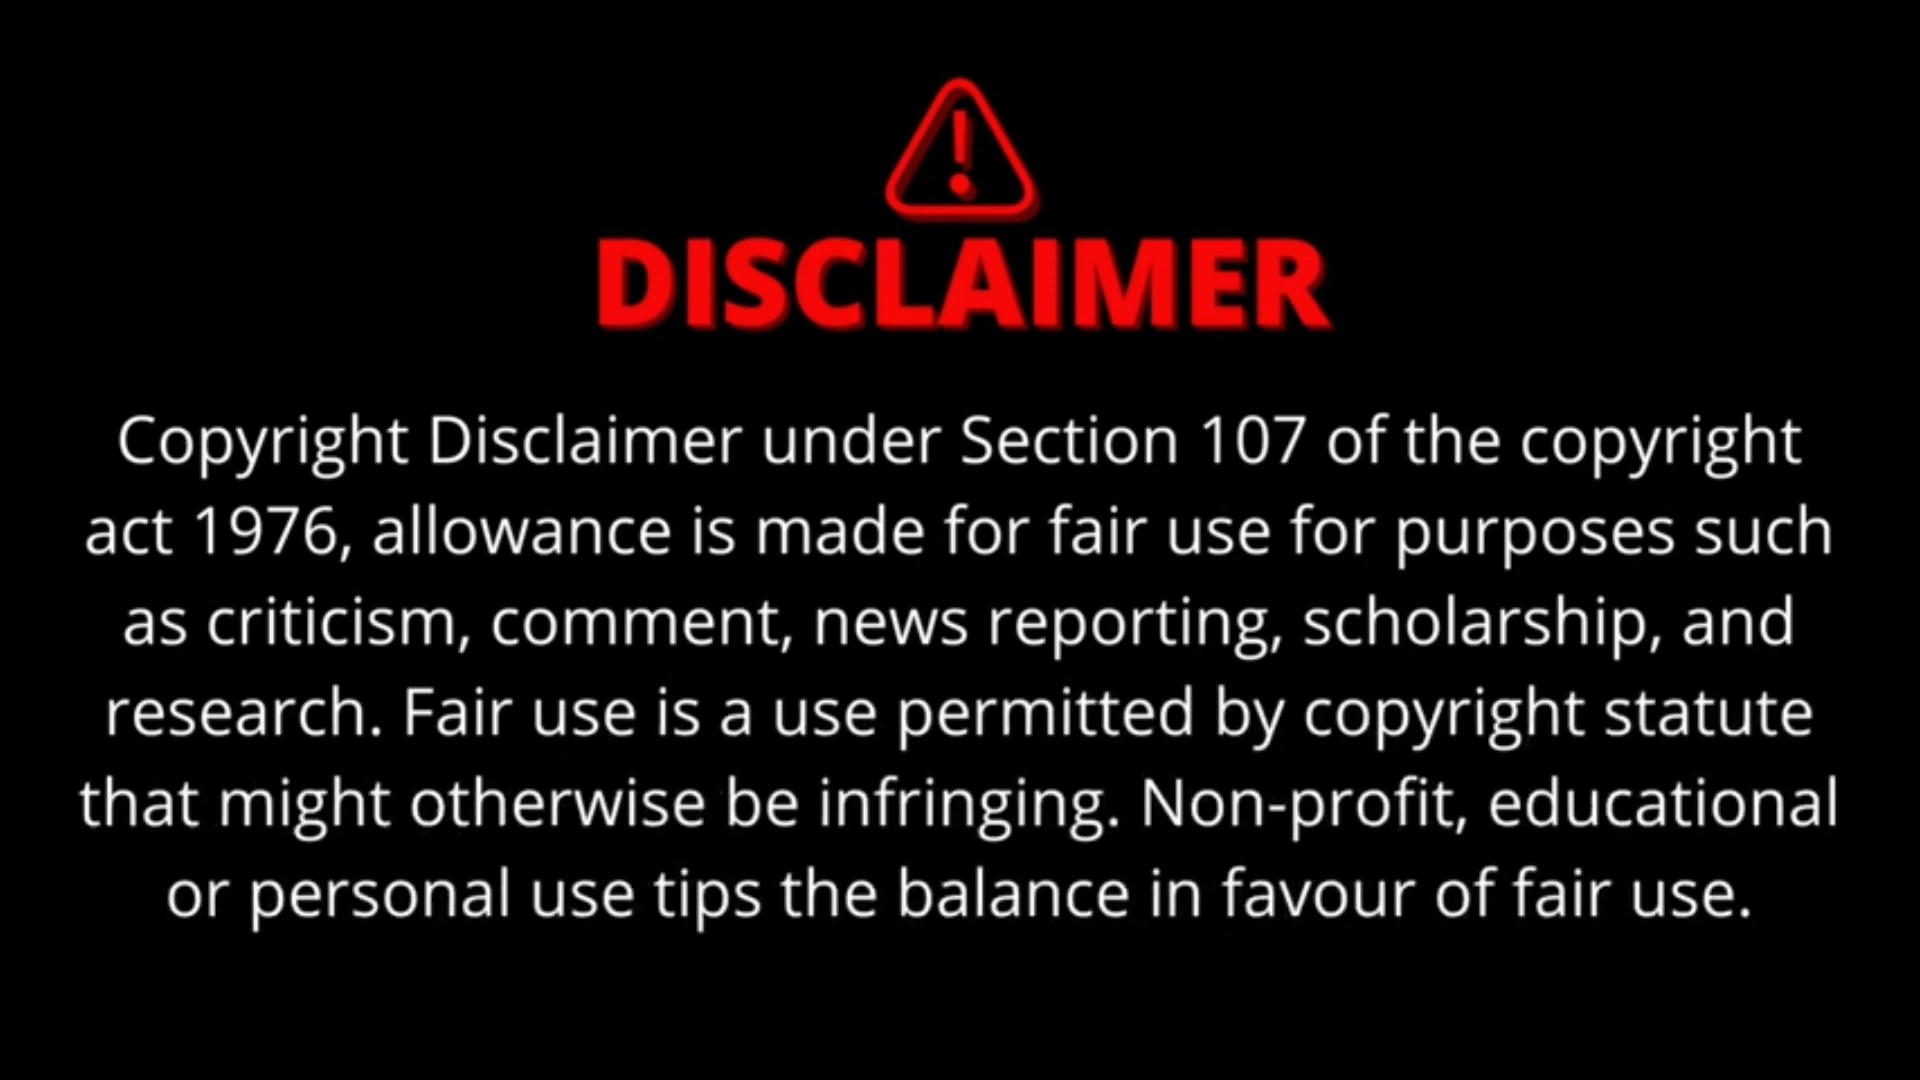 DISCLAIMER
Copyright Disclaimer under Section 107 of the copyright
act 1976, allowance is made for fair use for purposes such
as criticism, comment, news reporting, scholarship, and
research. Fair use is a use permitted by copyright statute
that might otherwise be infringing. Non-profit, educational
or personal use tips the balance in favour of fair use.